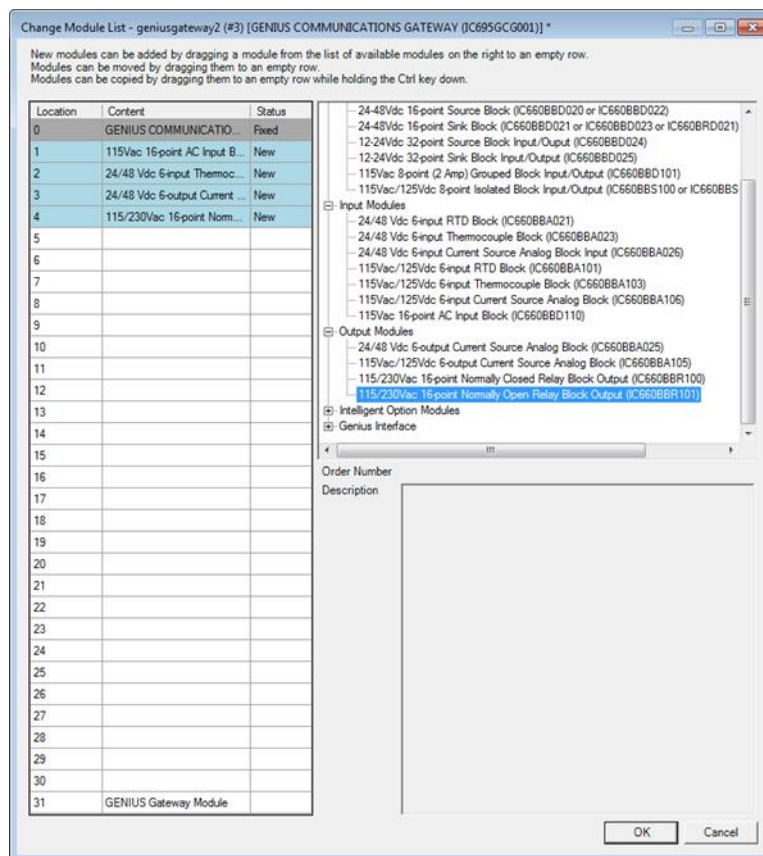 Change Module List - geniusgateway2 (#3) [GENIUS COMMUNICATIONS GATEWAY (IC695GCG001)] *
New modules can be added by dragging a module from the list of available modules on the right to an empty row.
Modules can be moved by dragging them to an empty row.
Modules can be copied by dragging them to an empty row while holding the Ctrl key down.
Location Content Status
0 GENIUS COMMUNICATIO... Fixed
1 115Vac 16-point AC Input B... New
2 24/48 Vdc 6-input Thermoc... New
3 24/48 Vdc 6-output Current ... New
4 115/230Vac 16-point Norm... New
5
6
7
8
9
10
11
12
13
14
15
16
17
18
19
20
21
22
23
24
25
26
27
28
29
30
31 GENIUS Gateway Module
24-48Vdc 16-point Source Block (IC660BBD020 or IC660BBD022)
24-48Vdc 16-point Sink Block (IC660BBD021 or IC660BBD023 or IC660BRD021)
12-24Vdc 32-point Source Block Input/Ouput (IC660BBD024)
12-24Vdc 32-point Sink Block Input/Output (IC660BBD025)
115Vac 8-point (2 Amp) Grouped Block Input/Output (IC660BBD101)
115Vac/125Vdc 8-point Isolated Block Input/Output (IC660BBS100 or IC660BBS
Input Modules
24/48 Vdc 6-input RTD Block (IC660BBA021)
24/48 Vdc 6-input Thermocouple Block (IC660BBA023)
24/48 Vdc 6-input Current Source Analog Block Input (IC660BBA026)
115Vac/125Vdc 6-input RTD Block (IC660BBA101)
115Vac/125Vdc 6-input Thermocouple Block (IC660BBA103)
115Vac/125Vdc 6-input Current Source Analog Block (IC660BBA106)
115Vac 16-point AC Input Block (IC660BBD110)
Output Modules
24/48 Vdc 6-output Current Source Analog Block (IC660BBA025)
115Vac/125Vdc 6-output Current Source Analog Block (IC660BBA105)
115/230Vac 16-point Normally Closed Relay Block Output (IC660BBR100)
115/230Vac 16-point Normally Open Relay Block Output (IC660BBR101)
Intelligent Option Modules
Genius Interface
Order Number
Description
OK Cancel